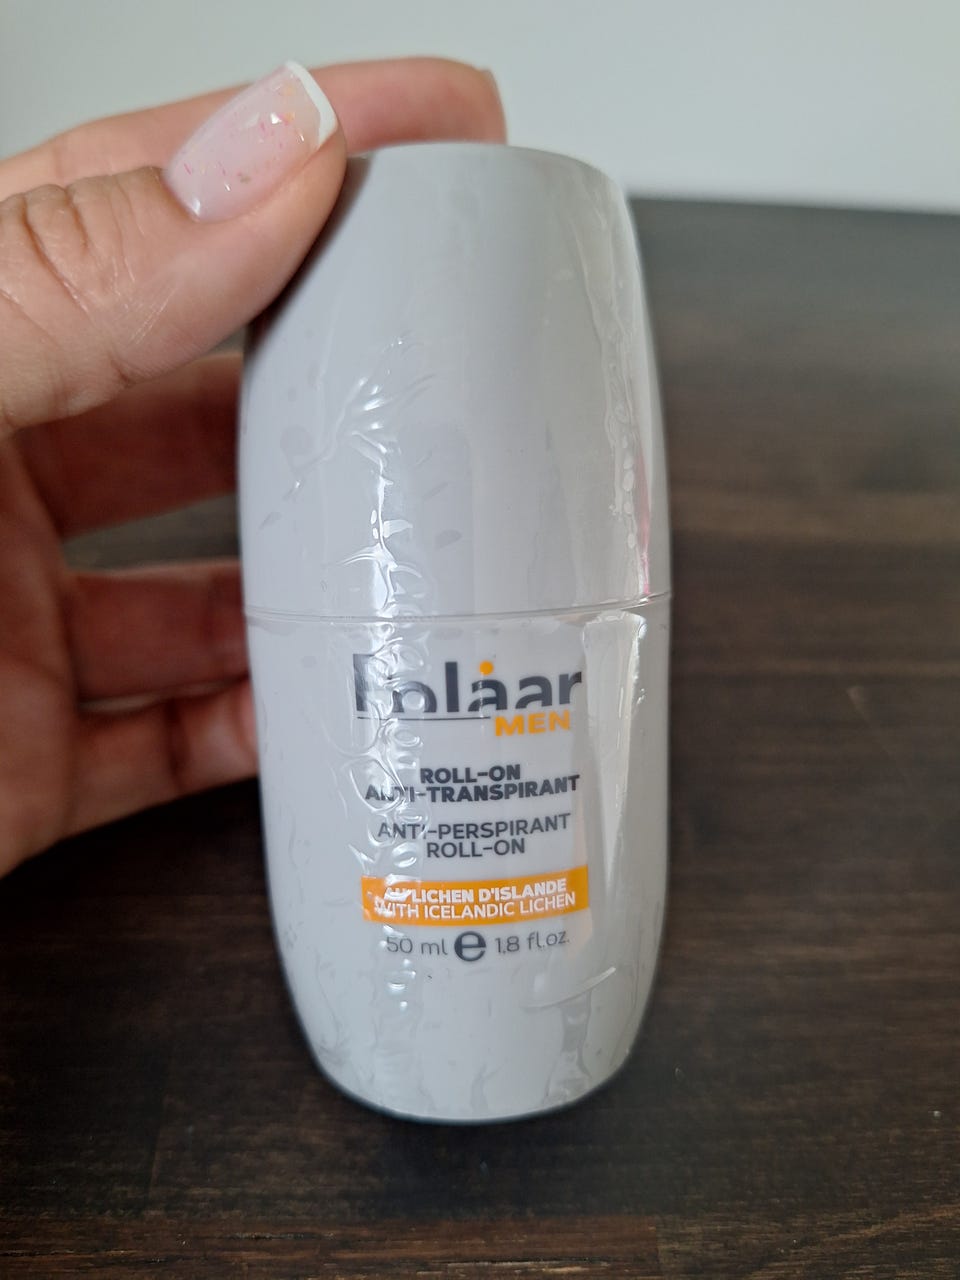 Polaar
MEN
ROLL-ON
ANTI-TRANSPIRANT
ANTI-PERSPIRANT
ROLL-ON
AU LICHEN D'ISLANDE
WITH ICELANDIC LICHEN
50 ml e 1.8 fl.oz.